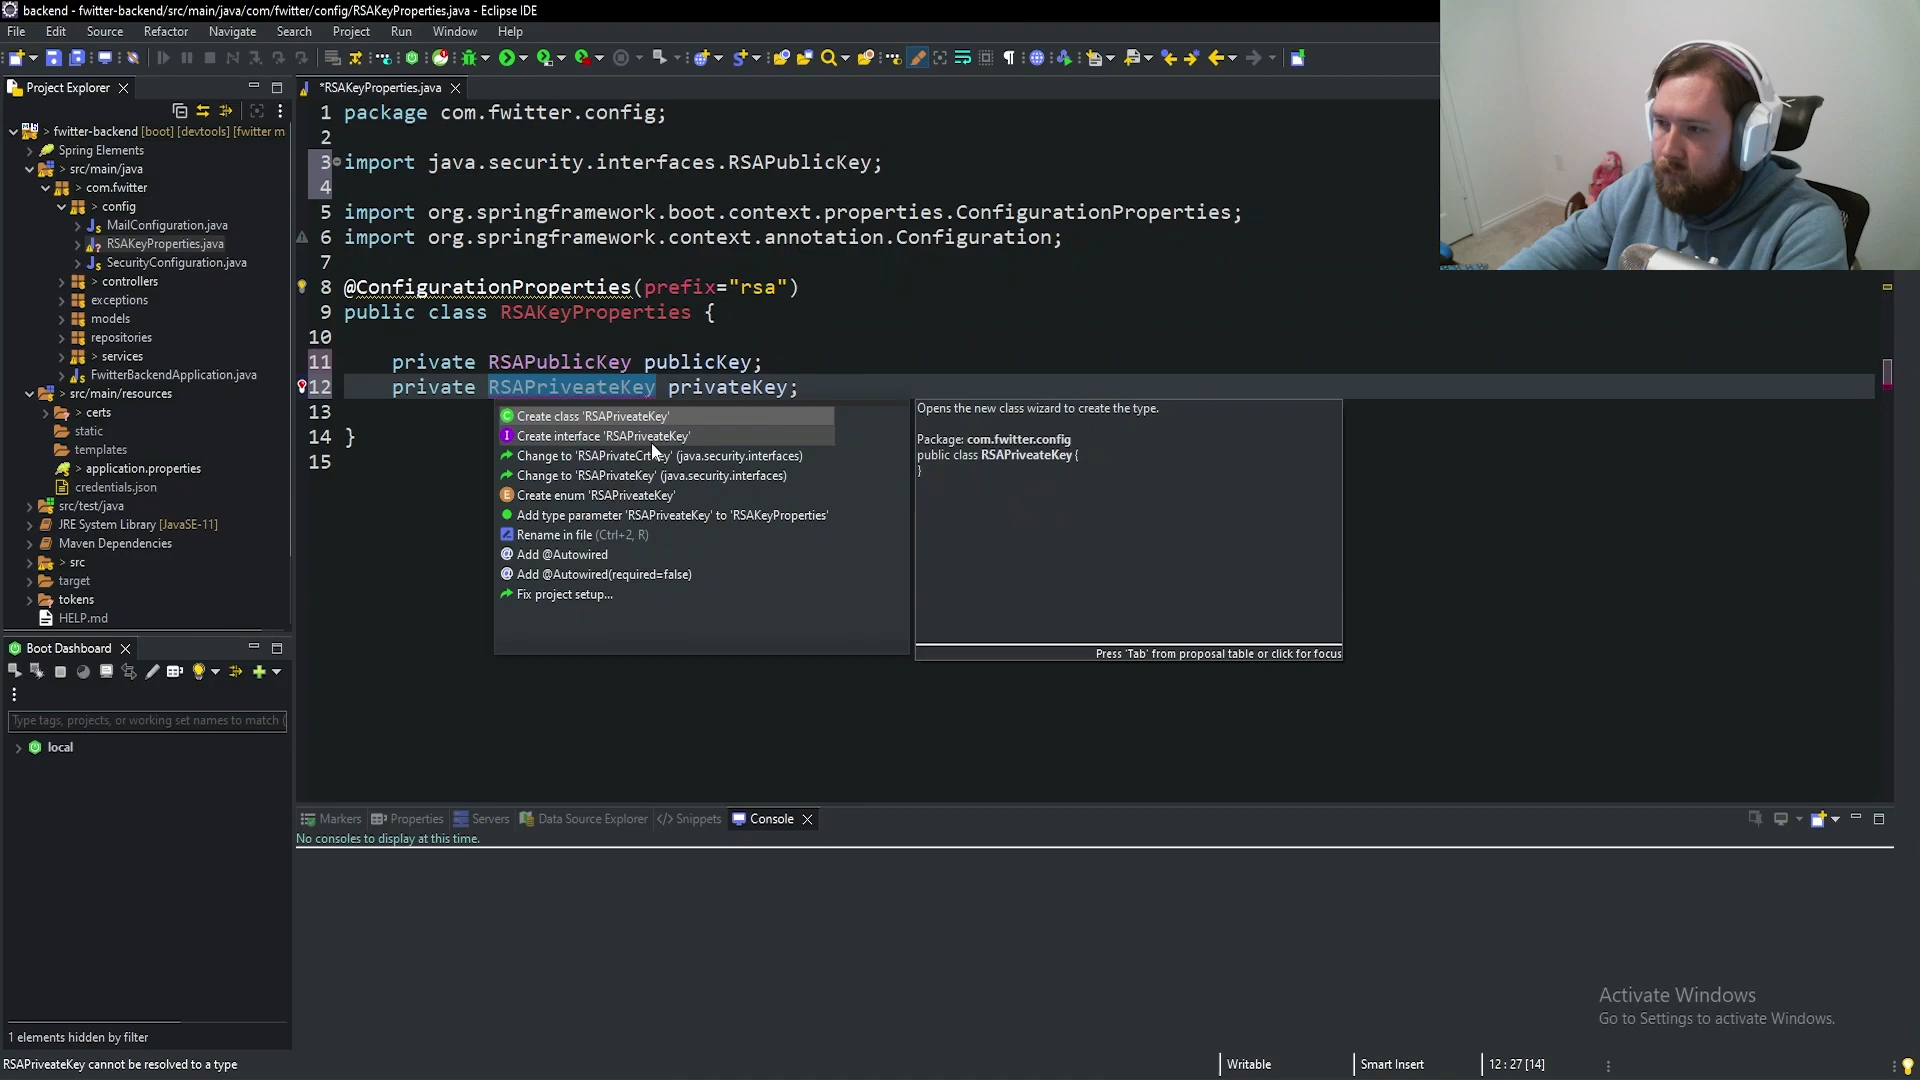 backend - fwitter-backend/src/main/java/com/fwitter/config/RSAKeyProperties.java - Eclipse IDE
File Edit Source Refactor Navigate Search Project Run Window Help
Project Explorer
*RSAKeyProperties.java
fwitter-backend [boot] [devtools] [fwitter m
Spring Elements
src/main/java
com.fwitter
config
MailConfiguration.java
RSAKeyProperties.java
SecurityConfiguration.java
controllers
exceptions
models
repositories
services
FwitterBackendApplication.java
src/main/resources
certs
static
templates
application.properties
credentials.json
src/test/java
JRE System Library [JavaSE-11]
Maven Dependencies
src
target
tokens
HELP.md
1 package com.fwitter.config;
2
3 import java.security.interfaces.RSAPublicKey;
4
5 import org.springframework.boot.context.properties.ConfigurationProperties;
6 import org.springframework.context.annotation.Configuration;
7
8 @ConfigurationProperties(prefix="rsa")
9 public class RSAKeyProperties {
10
11 private RSAPublicKey publicKey;
12 private RSAPriveateKey privateKey;
13
14 }
15
Create class 'RSAPriveateKey'
Create interface 'RSAPriveateKey'
Change to 'RSAPrivateCrtKey' (java.security.interfaces)
Change to 'RSAPrivateKey' (java.security.interfaces)
Create enum 'RSAPriveateKey'
Add type parameter 'RSAPriveateKey' to 'RSAKeyProperties'
Rename in file (Ctrl+2, R)
Add @Autowired
Add @Autowired(required=false)
Fix project setup...
Opens the new class wizard to create the type.
Package: com.fwitter.config
public class RSAPriveateKey {
}
Press 'Tab' from proposal table or click for focus
Boot Dashboard
Type tags, projects, or working set names to match (
local
1 elements hidden by filter
Markers Properties Servers Data Source Explorer Snippets Console
No consoles to display at this time.
Activate Windows
Go to Settings to activate Windows.
RSAPriveateKey cannot be resolved to a type
Writable
Smart Insert
12 : 27 [14]